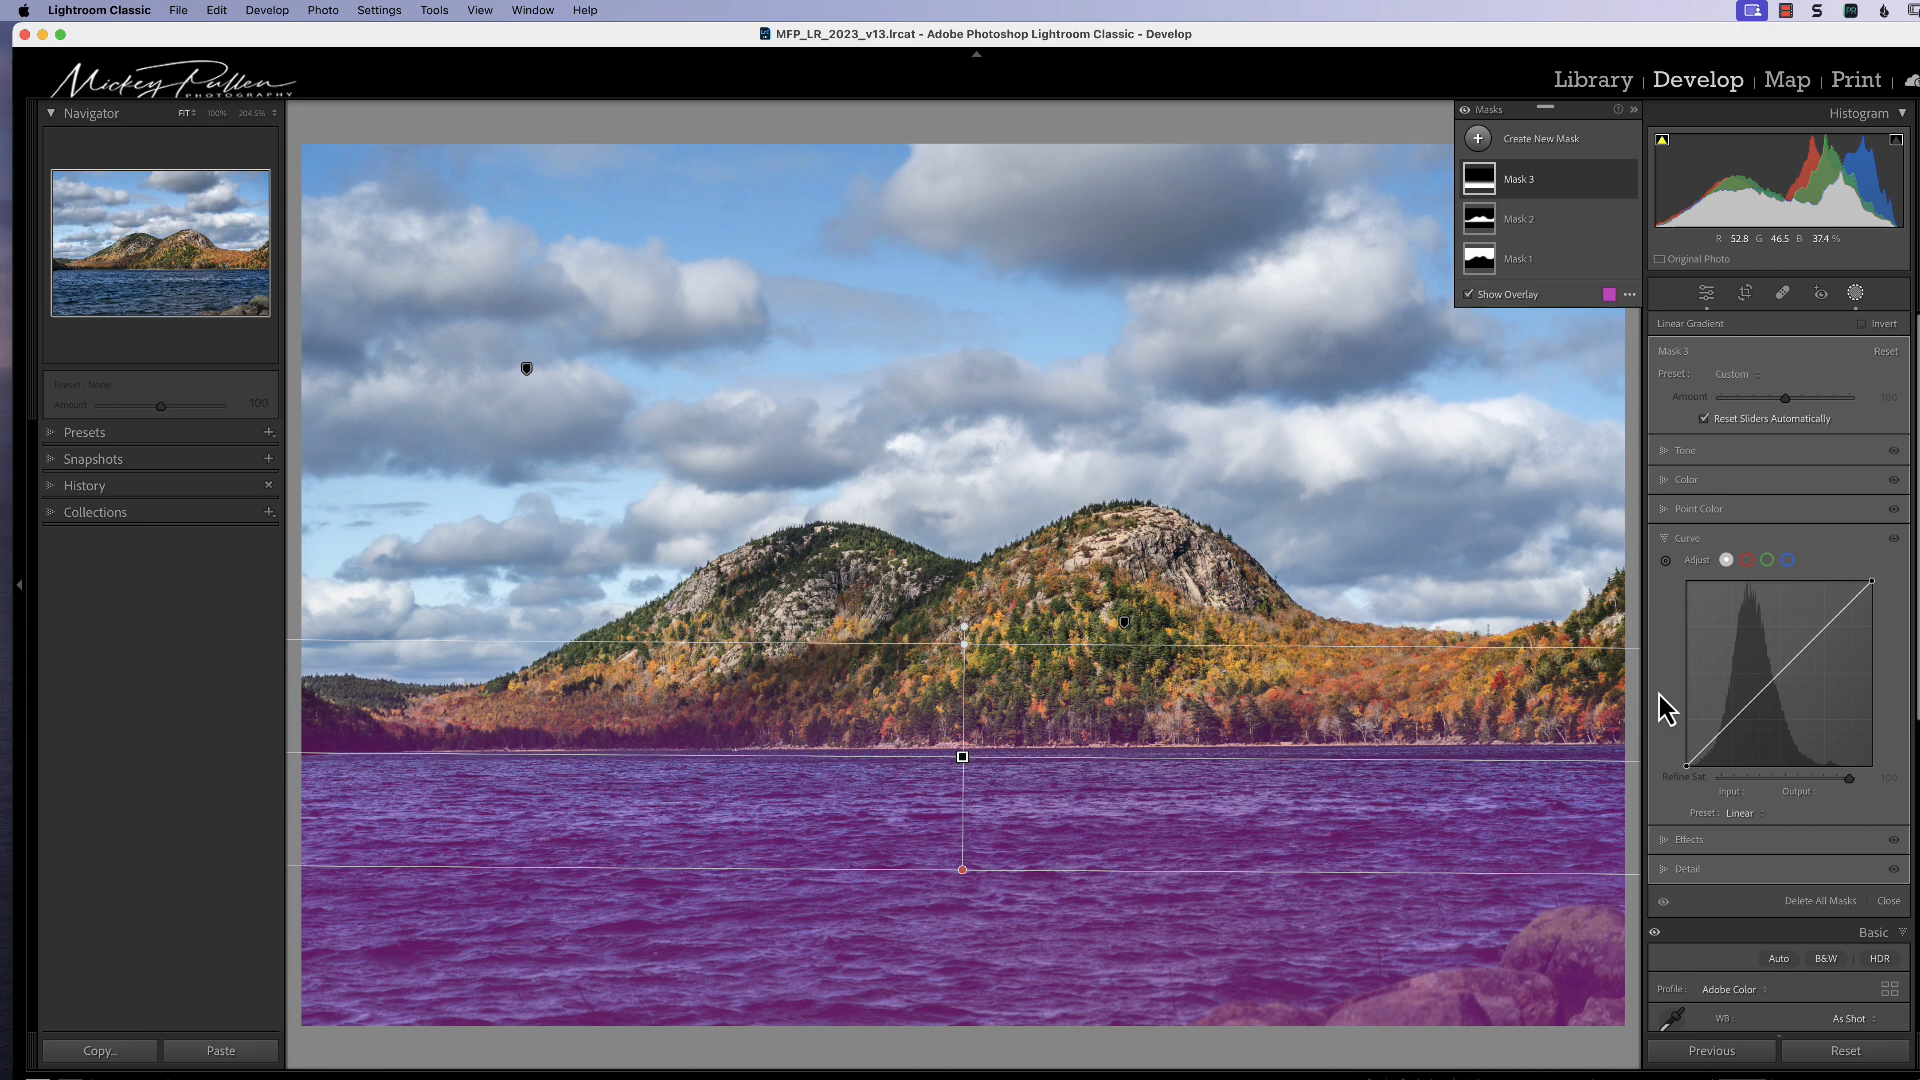 Lightroom Classic File Edit Develop Photo Settings Tools View Window Help
MFP_LR_2023_v13.lrcat - Adobe Photoshop Lightroom Classic - Develop
Mickey Pullen
PHOTOGRAPHY
Library | Develop | Map | Print |
Navigator FIT 100% 204.5%
Preset : None
Amount 100
Presets
Snapshots
History
Collections
Copy... Paste
Masks
Create New Mask
Mask 3
Mask 2
Mask 1
Show Overlay
Histogram
R 52.8 G 46.5 B 37.4 %
Original Photo
Linear Gradient Invert
Mask 3 Reset
Preset : Custom
Amount 100
Reset Sliders Automatically
Tone
Color
Point Color
Curve
Adjust
Refine Sat. 100
Input : Output :
Preset : Linear
Effects
Detail
Delete All Masks Close
Basic
Auto B&W HDR
Profile : Adobe Color
WB : As Shot
Previous Reset